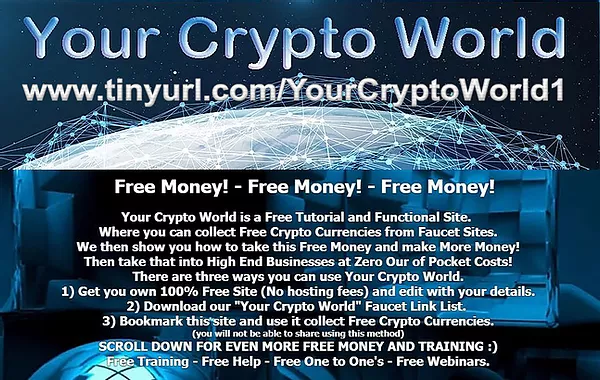 Your Crypto World
www.tinyurl.com/YourCryptoWorld1
Free Money! - Free Money! - Free Money!
Your Crypto World is a Free Tutorial and Functional Site.
Where you can collect Free Crypto Currencies from Faucet Sites.
We then show you how to take this Free Money and make More Money!
Then take that into High End Businesses at Zero Our of Pocket Costs!
There are three ways you can use Your Crypto World.
1) Get you own 100% Free Site (No hosting fees) and edit with your details.
2) Download our "Your Crypto World" Faucet Link List.
3) Bookmark this site and use it collect Free Crypto Currencies.
(you will not be able to share using this method)
SCROLL DOWN FOR EVEN MORE FREE MONEY AND TRAINING :)
Free Training - Free Help - Free One to One's - Free Webinars.